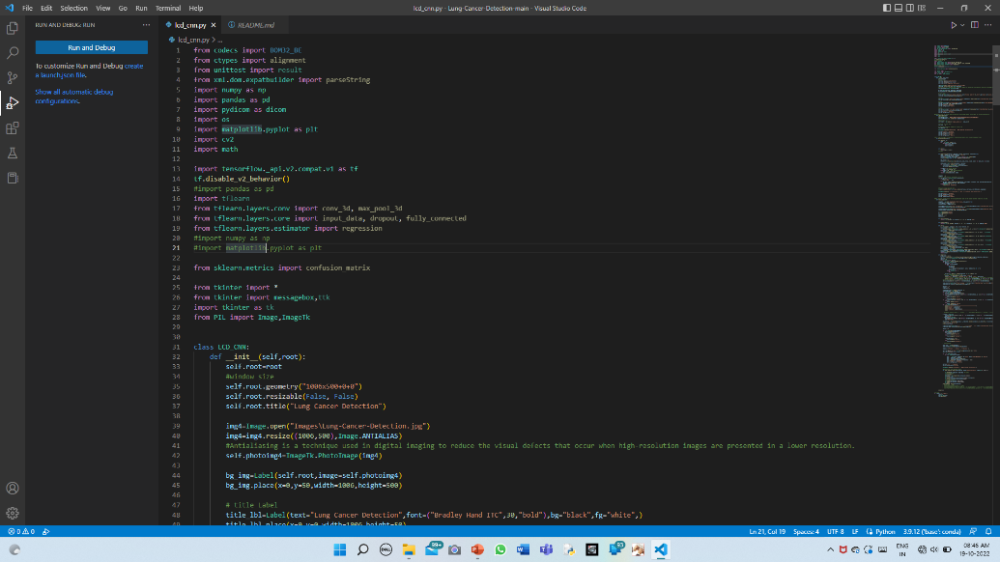 File Edit Selection View Go Run Terminal Help
lcd_cnn.py - Lung-Cancer-Detection-main - Visual Studio Code
RUN AND DEBUG: RUN
Run and Debug
To customize Run and Debug create
a launch.json file.
Show all automatic debug
configurations.
lcd_cnn.py
README.md
lcd_cnn.py > ...
1 from codecs import BOM32_BE
2 from ctypes import alignment
3 from unittest import result
4 from xml.dom.expatbuilder import parseString
5 import numpy as np
6 import pandas as pd
7 import pydicom as dicom
8 import os
9 import matplotlib.pyplot as plt
10 import cv2
11 import math
12
13 import tensorflow._api.v2.compat.v1 as tf
14 tf.disable_v2_behavior()
15 #import pandas as pd
16 import tflearn
17 from tflearn.layers.conv import conv_3d, max_pool_3d
18 from tflearn.layers.core import input_data, dropout, fully_connected
19 from tflearn.layers.estimator import regression
20 #import numpy as np
21 #import matplotlib.pyplot as plt
22
23 from sklearn.metrics import confusion_matrix
24
25 from tkinter import *
26 from tkinter import messagebox,ttk
27 import tkinter as tk
28 from PIL import Image,ImageTk
29
30
31 class LCD_CNN:
32 def __init__(self,root):
33 self.root=root
34 #window size
35 self.root.geometry("1006x500+0+0")
36 self.root.resizable(False, False)
37 self.root.title("Lung Cancer Detection")
38
39 img4=Image.open("Images\Lung-Cancer-Detection.jpg")
40 img4=img4.resize((1006,500),Image.ANTIALIAS)
41 #Antialiasing is a technique used in digital imaging to reduce the visual defects that occur when high-resolution images are presented in a lower resolution.
42 self.photoimg4=ImageTk.PhotoImage(img4)
43
44 bg_img=Label(self.root,image=self.photoimg4)
45 bg_img.place(x=0,y=50,width=1006,height=500)
46
47 # title Label
48 title_lbl=Label(text="Lung Cancer Detection",font=("Bradley Hand ITC",30,"bold"),bg="black",fg="white",)
title_lbl.place(x=0,y=0,width=1006,height=50)
0 0
Ln 21, Col 19 Spaces: 4 UTF-8 LF Python 3.9.12 ('base': conda)
99+
93
ENG
IN
08:46
19-10-2022